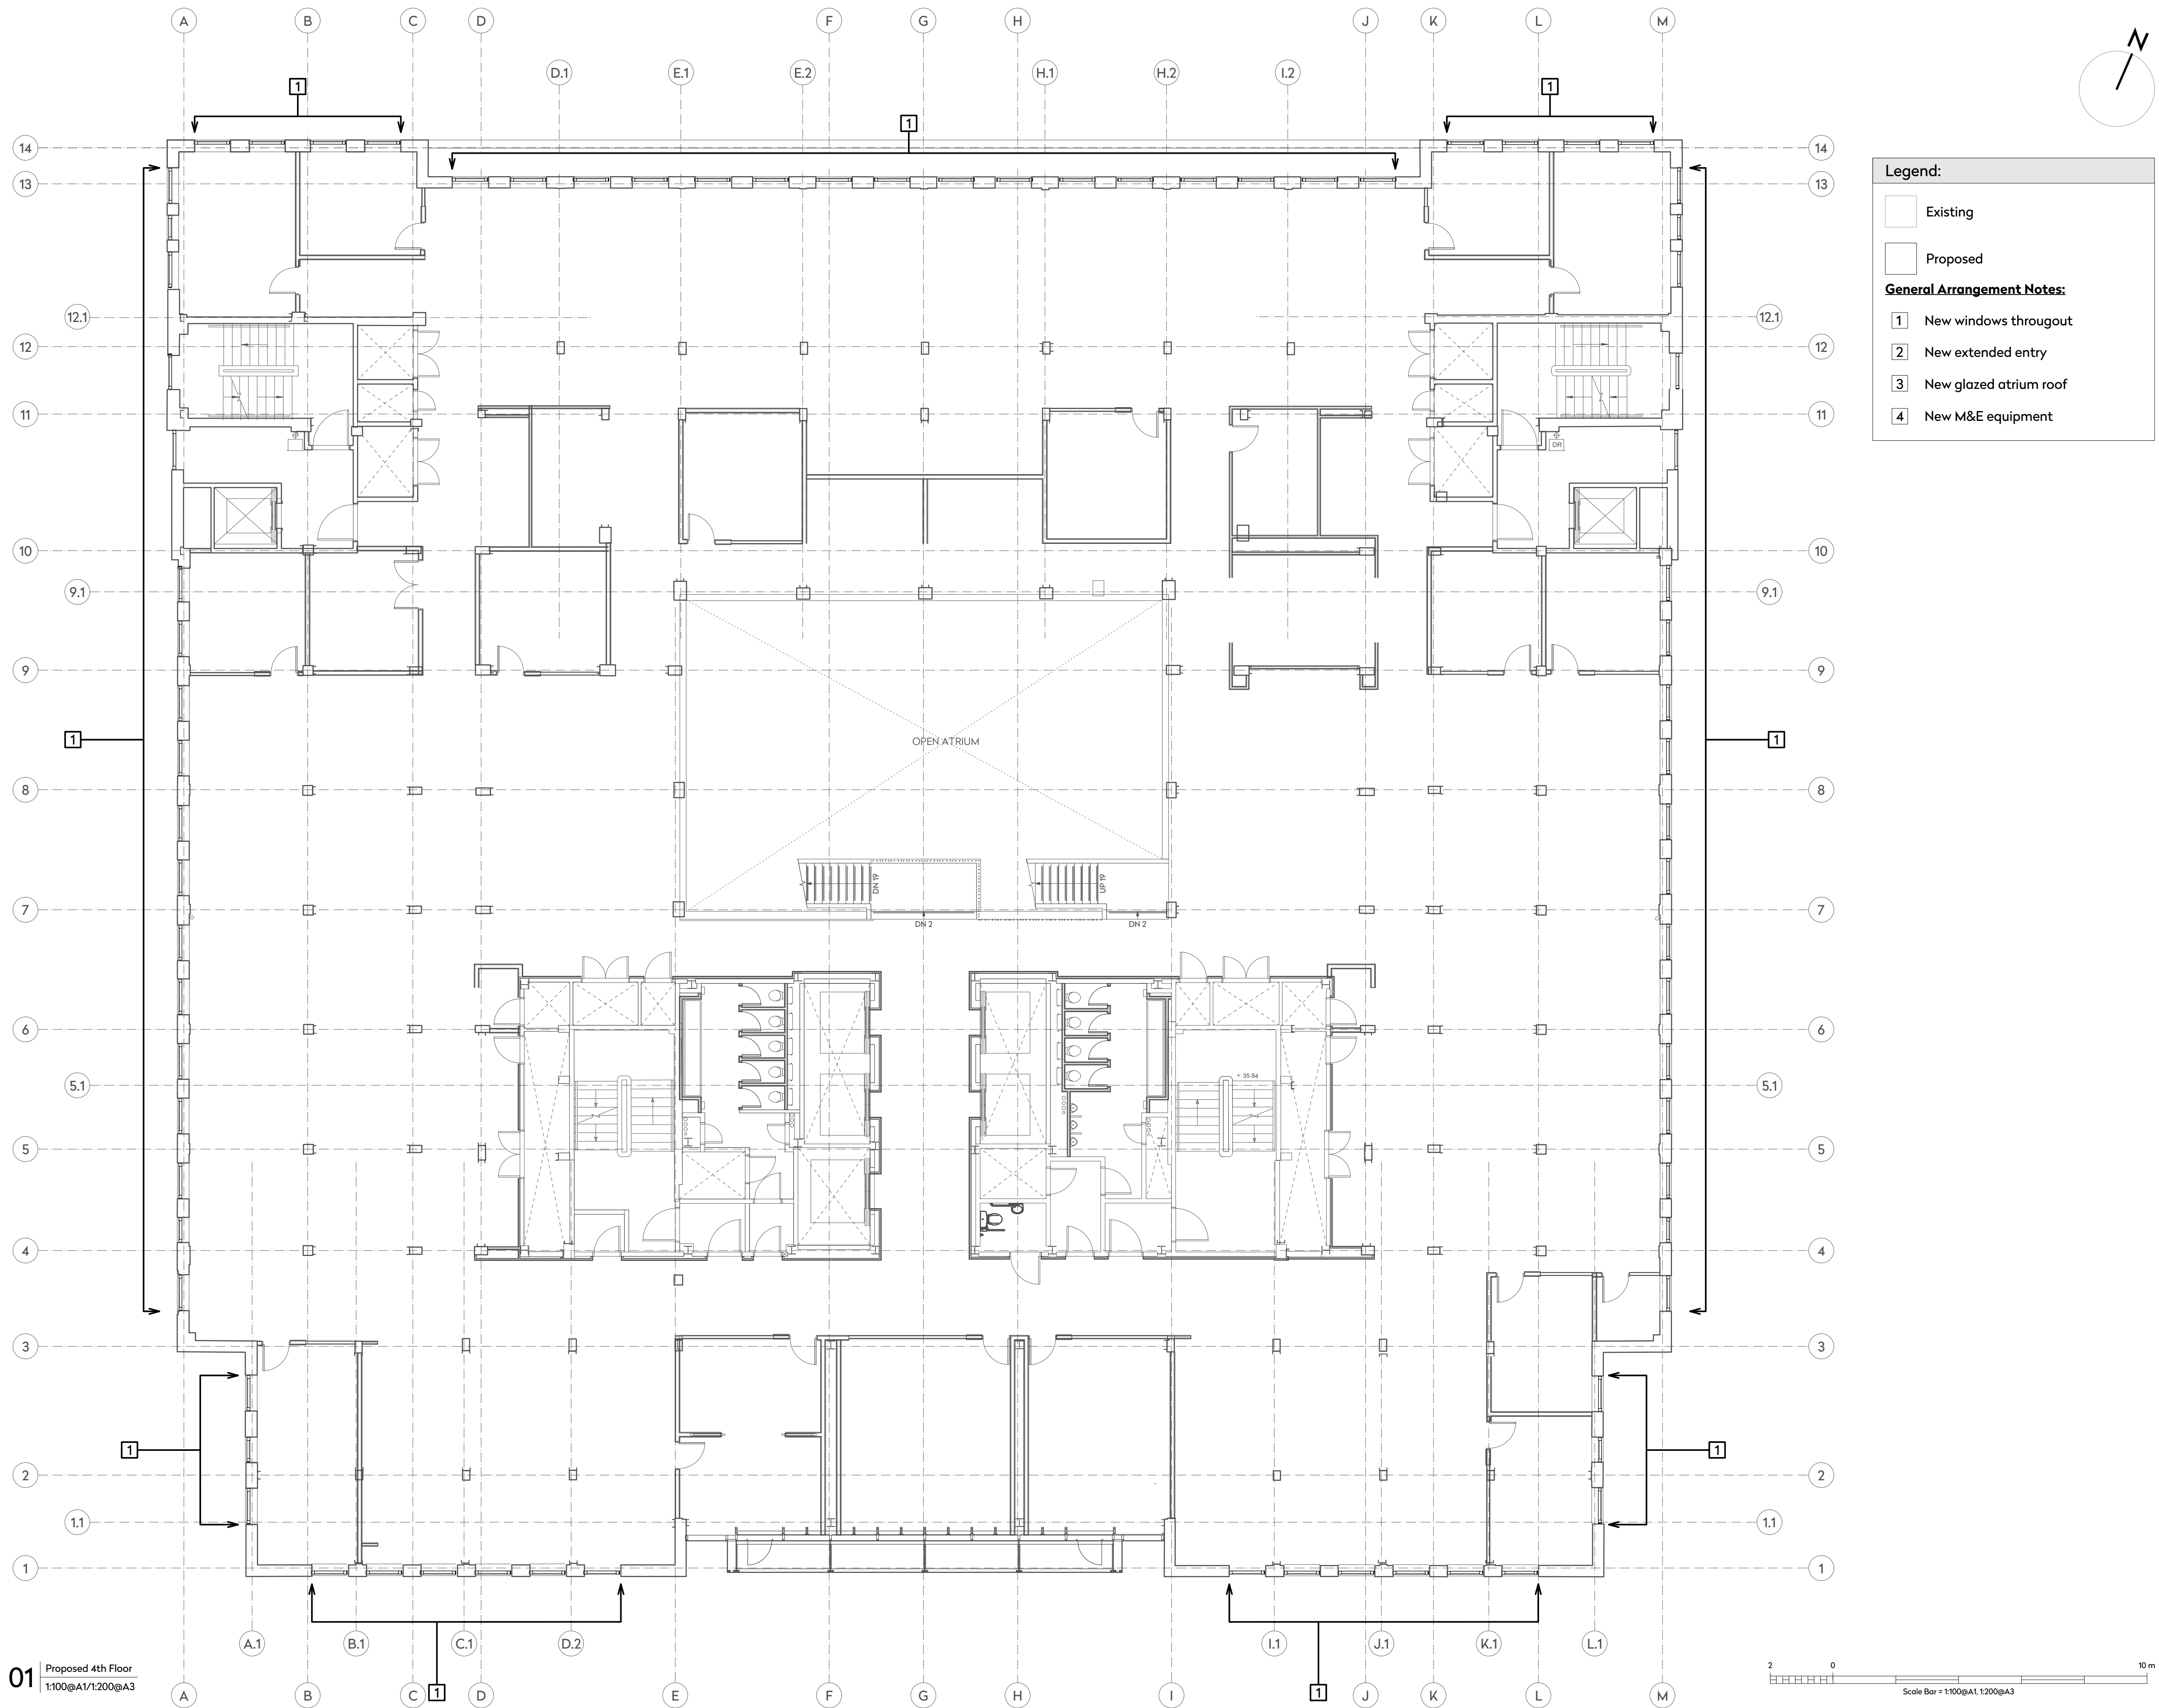 A B C D F G H J K L M
N
D.1 E.1 E.2 H.1 H.2 I.2
1 1
1
14 14
13 13
Legend:
Existing
Proposed
General Arrangement Notes:
1 New windows througout
2 New extended entry
3 New glazed atrium roof
4 New M&E equipment
12.1 12.1
12 12
11 11
DR
10 10
9.1 9.1
9 9
1 OPEN ATRIUM 1
8 8
DN 19 UP 19
7 7
DN 2 DN 2
6 6
+ 35.84
5.1 5.1
5 5
4 4
3 3
1 1
2 2
1.1 1.1
1 1
A.1 B.1 C.1 D.2 I.1 J.1 K.1 L.1
01 Proposed 4th Floor
1:100@A1/1:200@A3
2 0 10 m
Scale Bar = 1:100@A1, 1:200@A3
1 1
A B C D E F G H I J K L M